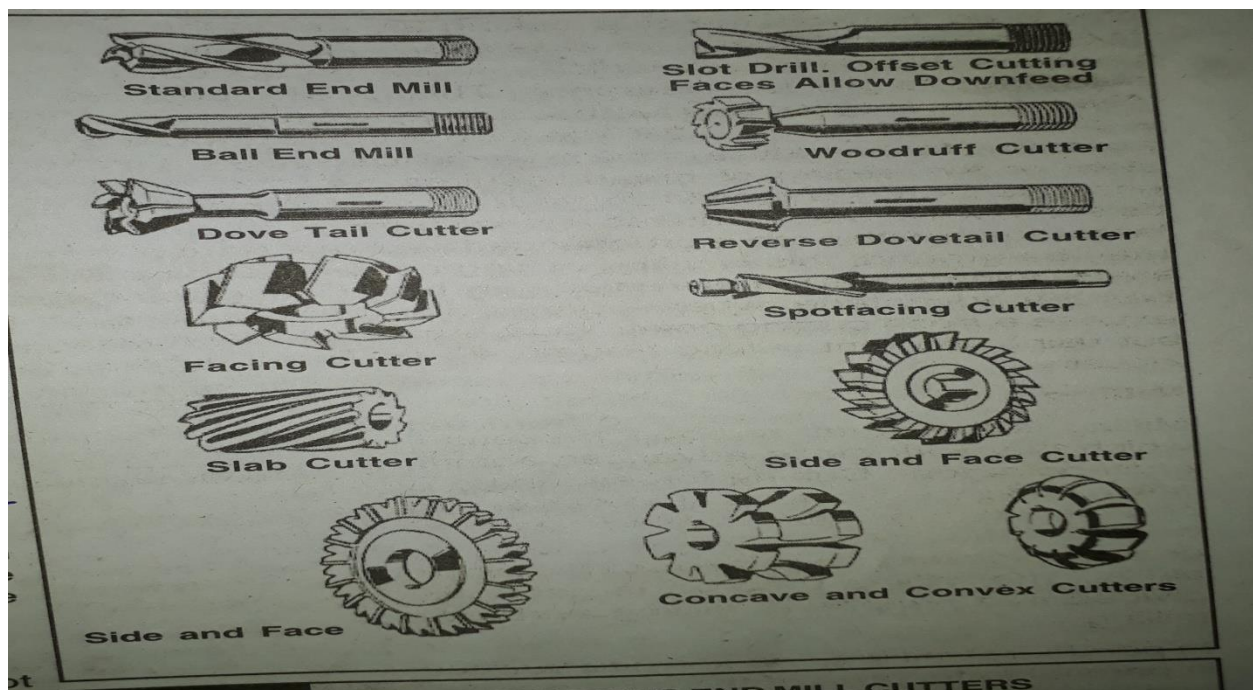 Standard End Mill
Slot Drill. Offset Cutting
Faces Allow Downfeed
Ball End Mill
Woodruff Cutter
Dove Tail Cutter
Reverse Dovetail Cutter
Facing Cutter
Spotfacing Cutter
Slab Cutter
Side and Face Cutter
Side and Face
Concave and Convex Cutters
END MILL CUTTERS